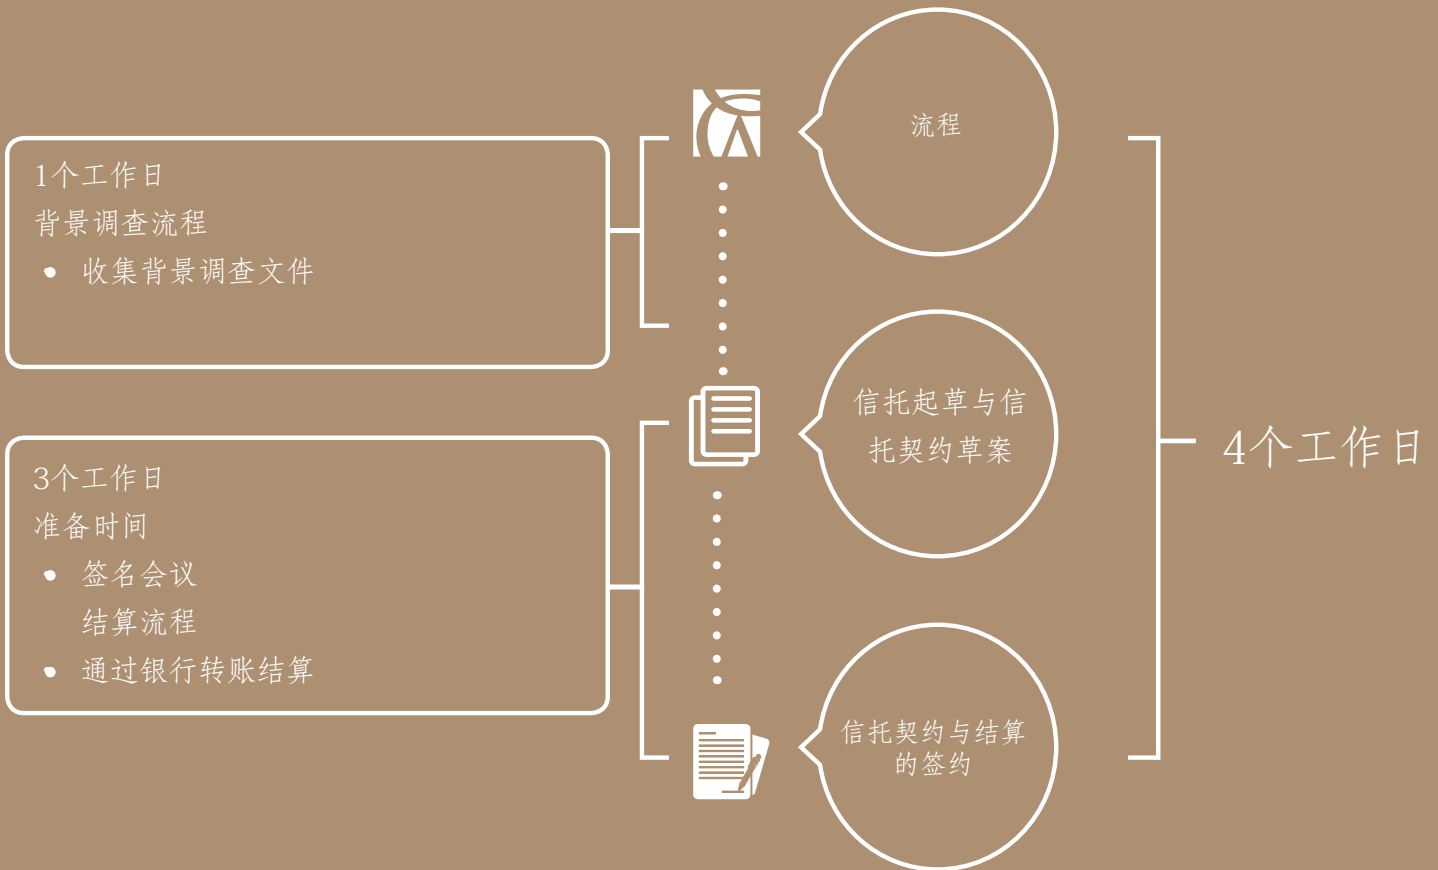 流程
1个工作日
背景调查流程
• 收集背景调查文件
信托起草与信
托契约草案
4个工作日
3个工作日
准备时间
• 签名会议
结算流程
• 通过银行转账结算
信托契约与结算
的签约